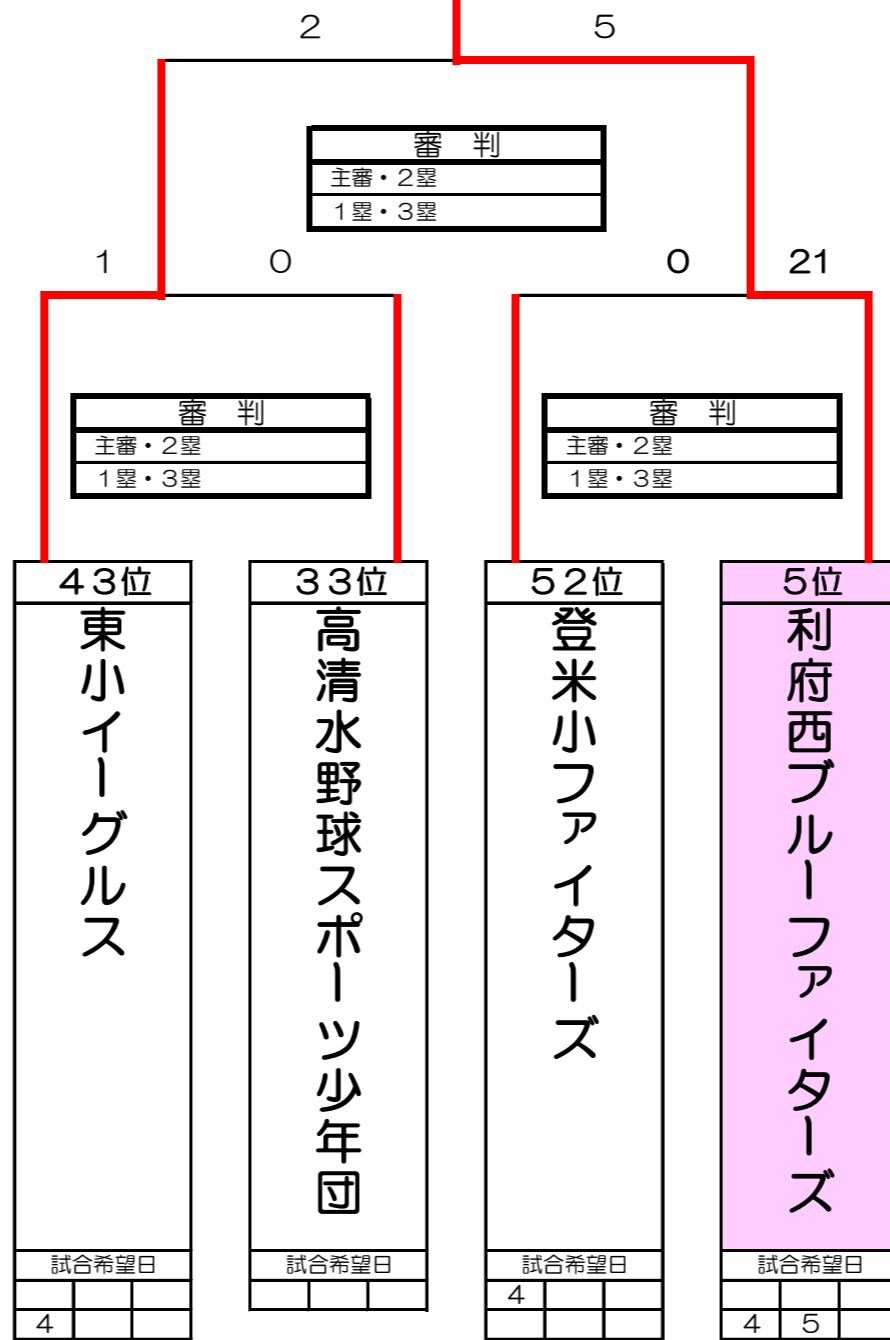 ２ ５
審 判
主審・２塁
１塁・３塁
１ ０ ０ 21
審 判
主審・２塁
１塁・３塁
審 判
主審・２塁
１塁・３塁
４３位
東小イーグルス
試合希望日
４
３３位
高清水野球スポーツ少年団
試合希望日
５２位
登米小ファイターズ
試合希望日
４
５位
利府西ブルーファイターズ
試合希望日
４ ５